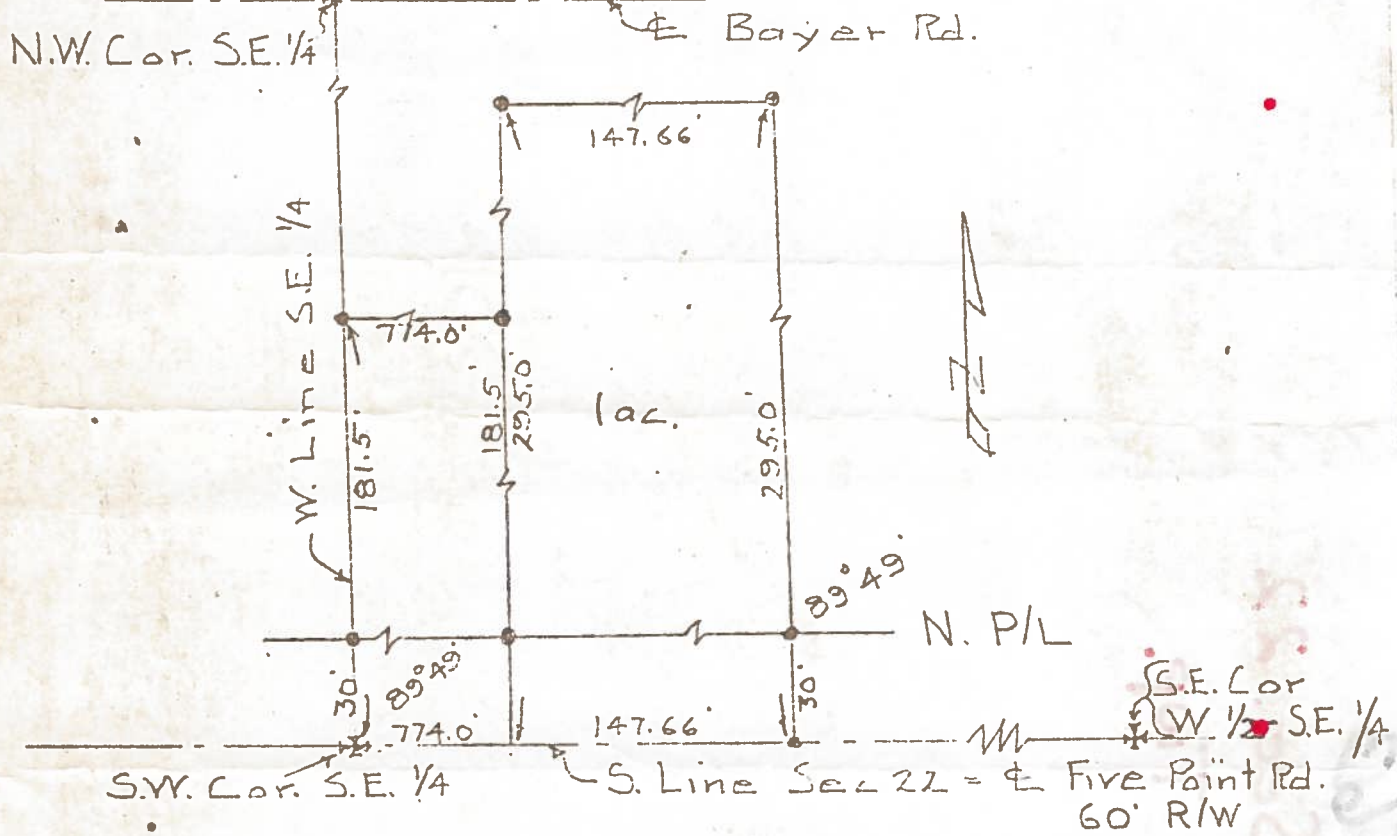 N.W. Cor. S.E. 1/4
℄ Bayer Rd.
147.66'
W. Line S.E. 1/4
774.0'
181.5'
181.5'
295.0'
1 ac.
295.0'
89°49'
N. P/L
30'
89°49'
774.0'
147.66'
30'
S.E. Cor
W. 1/2 S.E. 1/4
S.W. Cor. S.E. 1/4
S. Line Sec 22 = ℄ Five Point Rd.
60' R/W
N